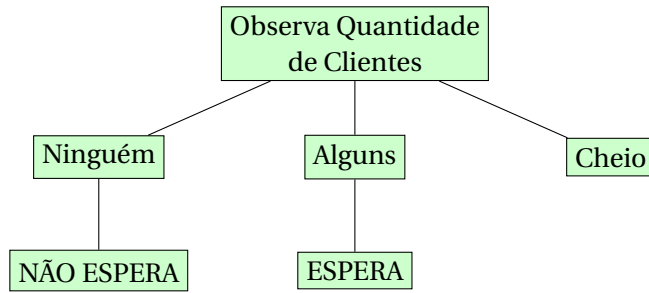 Observa Quantidade
de Clientes
Ninguém
Alguns
Cheio
NÃO ESPERA
ESPERA